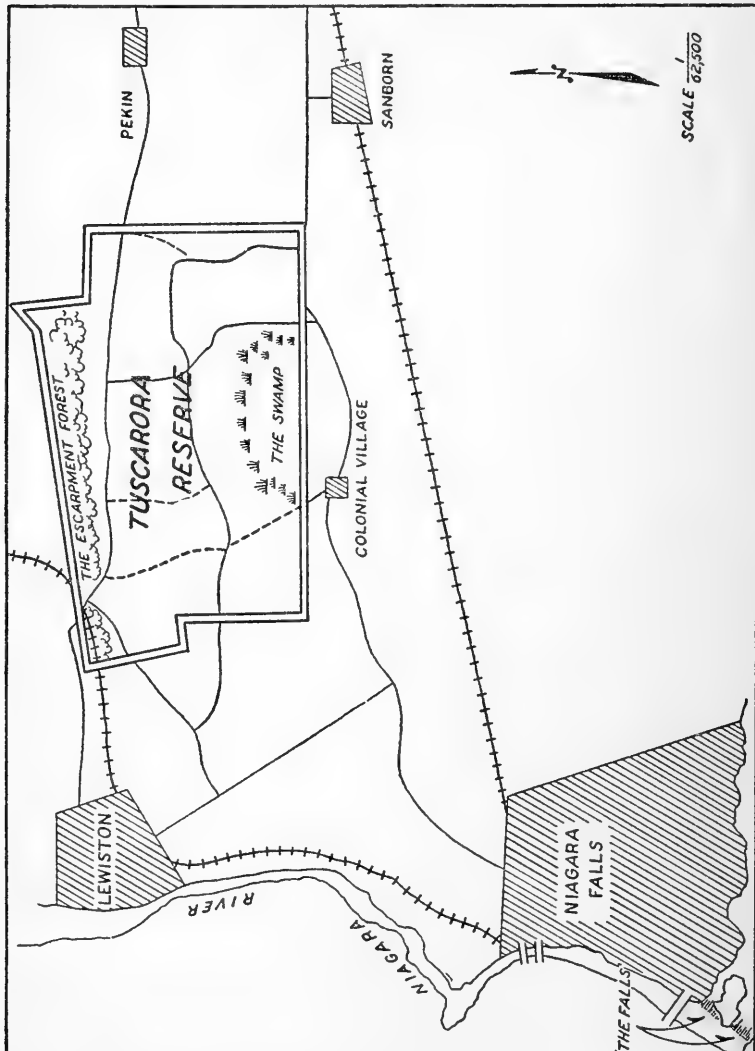 PEKIN
SANBORN
N
SCALE 1/62,500
THE ESCARPMENT FOREST
TUSCARORA
RESERVE
THE SWAMP
COLONIAL VILLAGE
LEWISTON
RIVER
NIAGARA
NIAGARA
FALLS
THE FALLS